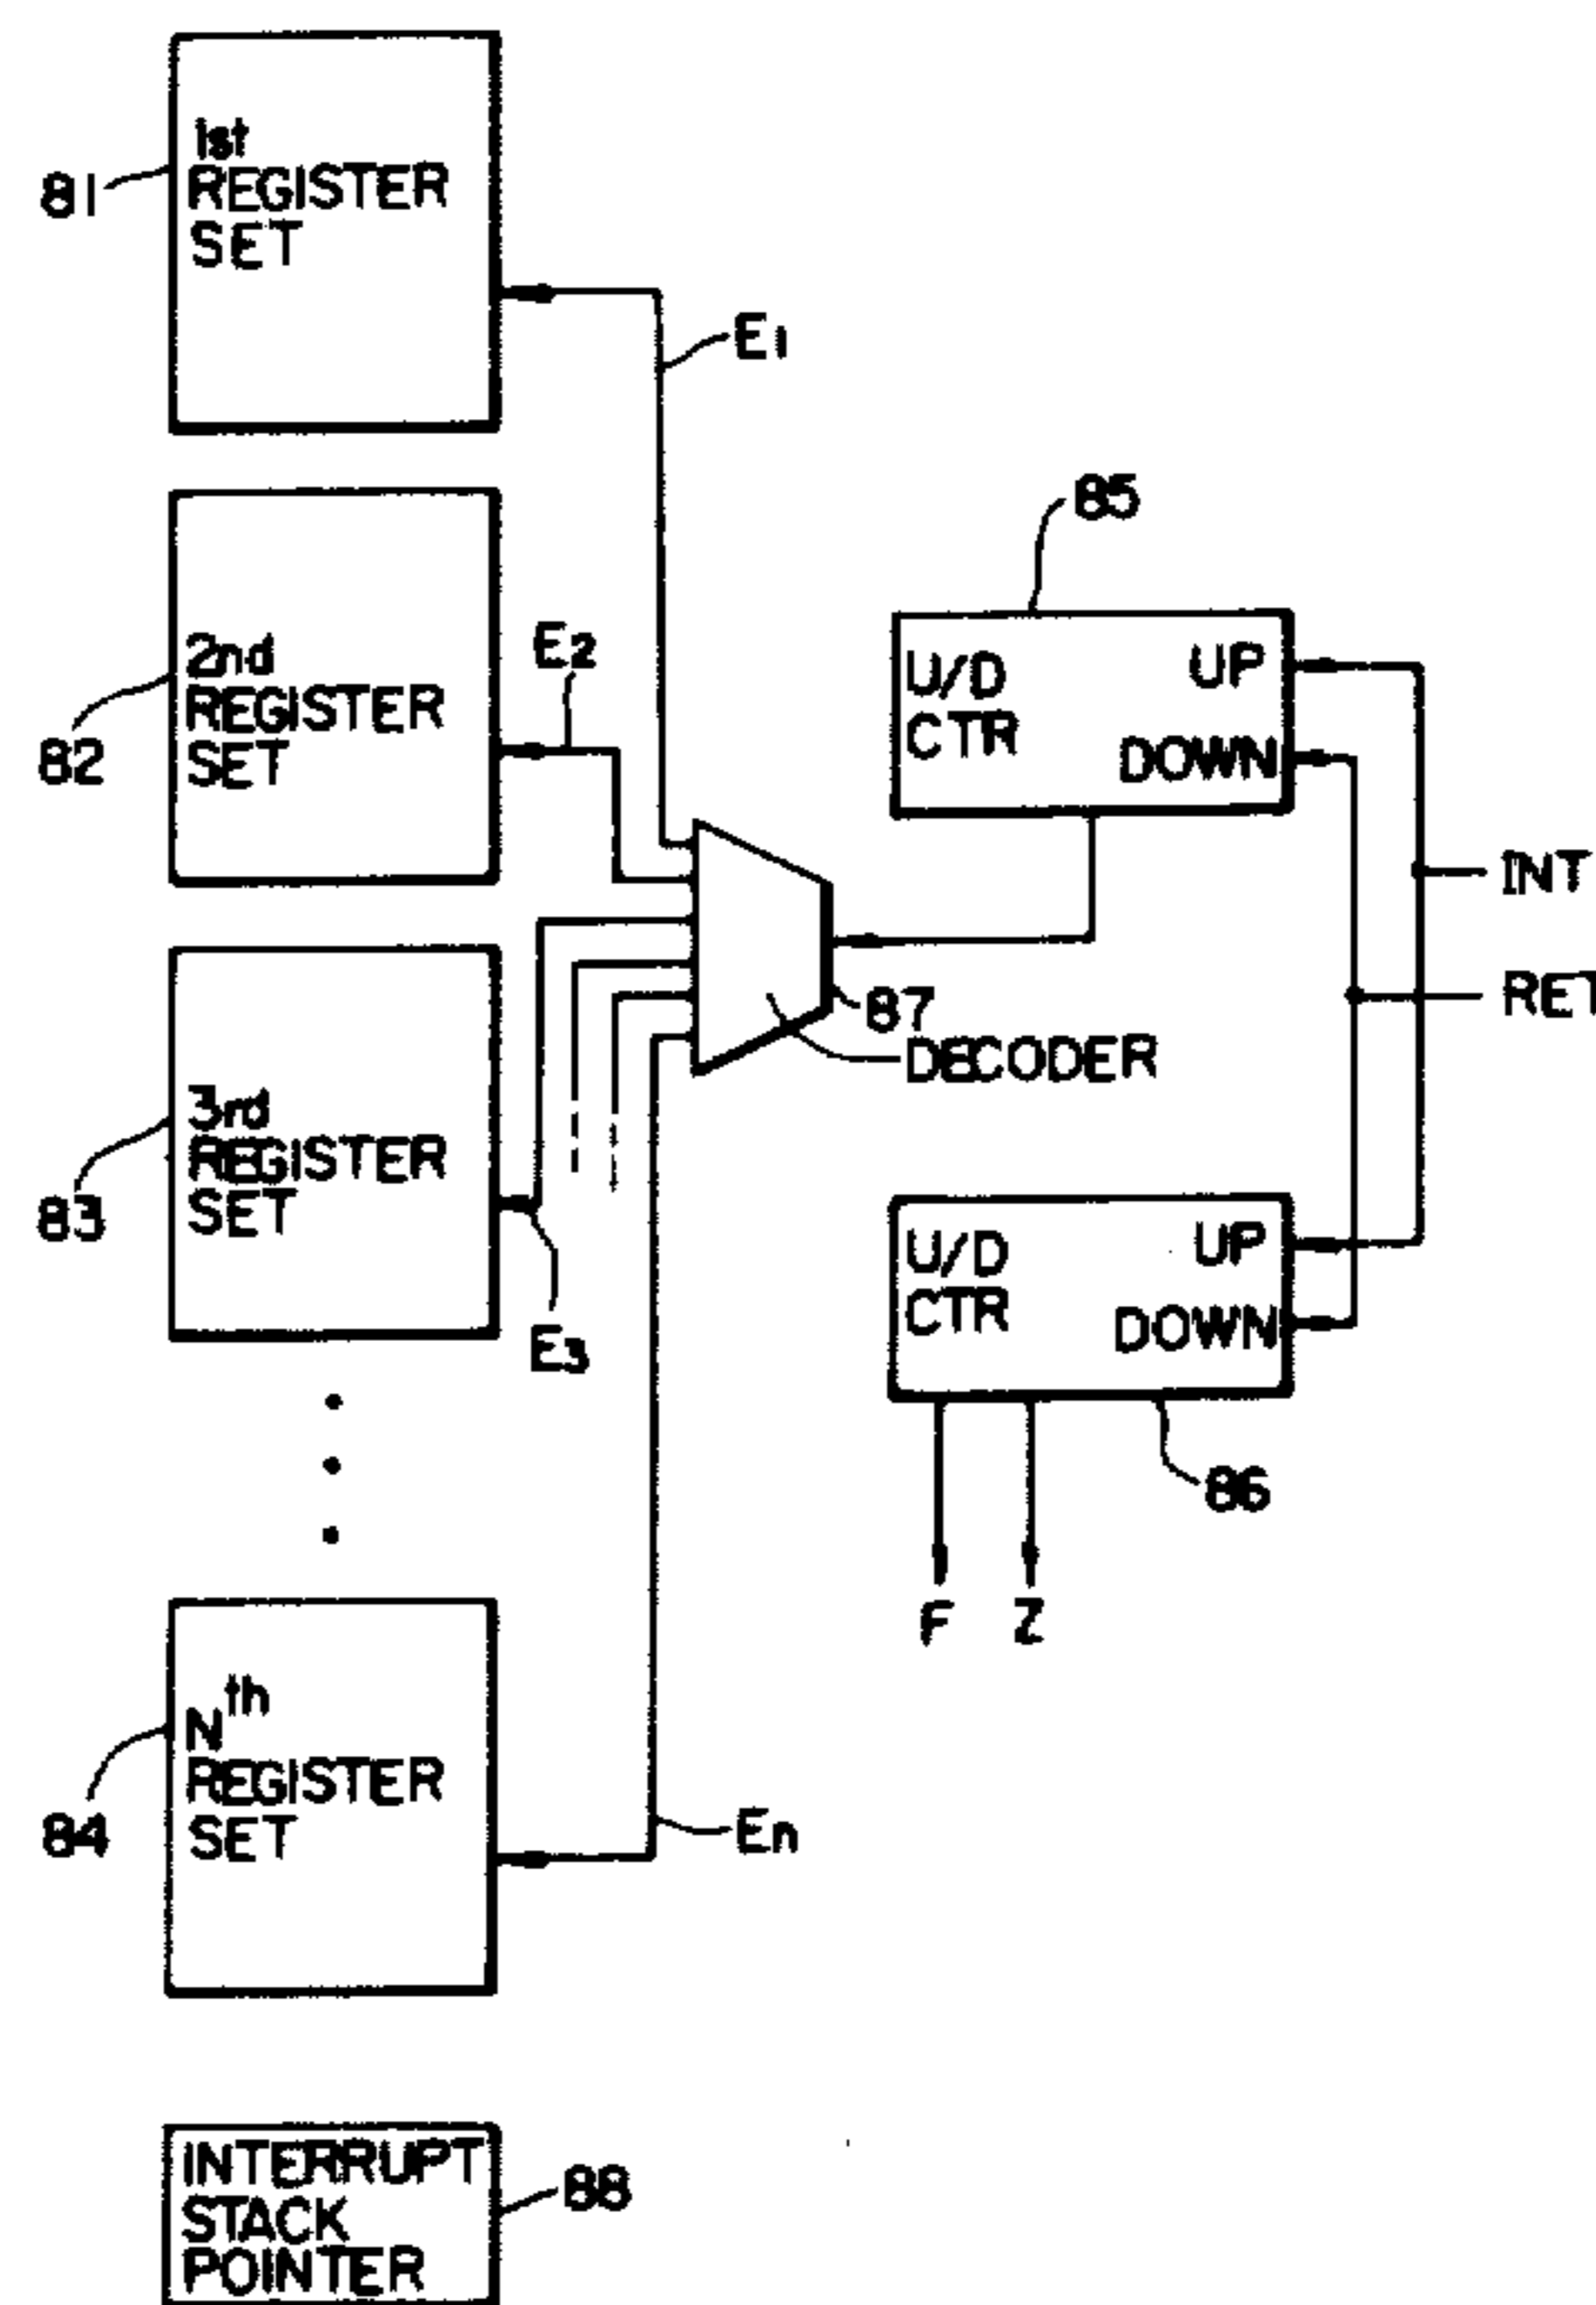 1st
REGISTER
SET
81
E1
2nd
REGISTER
SET
82
E2
85
U/D
CTR
UP
DOWN
INT
RET
87
DECODER
3rd
REGISTER
SET
83
E3
U/D
CTR
UP
DOWN
86
F
Z
Nth
REGISTER
SET
84
En
INTERRUPT
STACK
POINTER
88